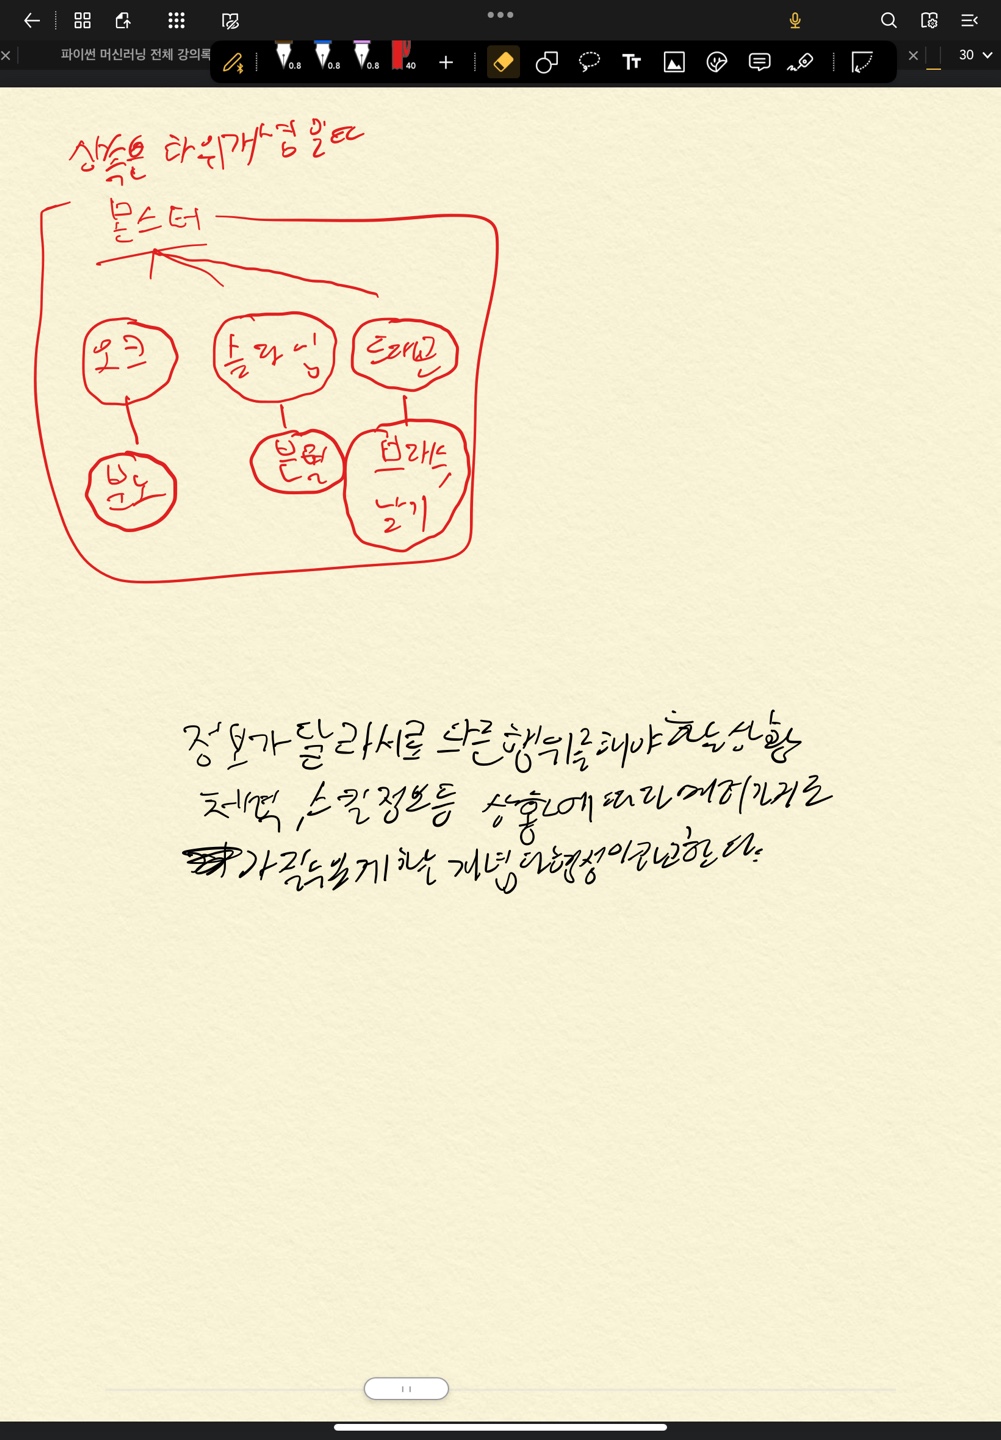 파이썬 머신러닝 전체 강의록
30
0.8
0.8
0.8
40
Tт
상속은 타위개념
몬스터
오크
슬라임
드래곤
분노
분열
브레스
날기
정보가 달라서로 다른행위를해야하는상황
체력, 스킬정보등 상황에따라여러가지로
가질수있게하는 개념다형성이라고한다.